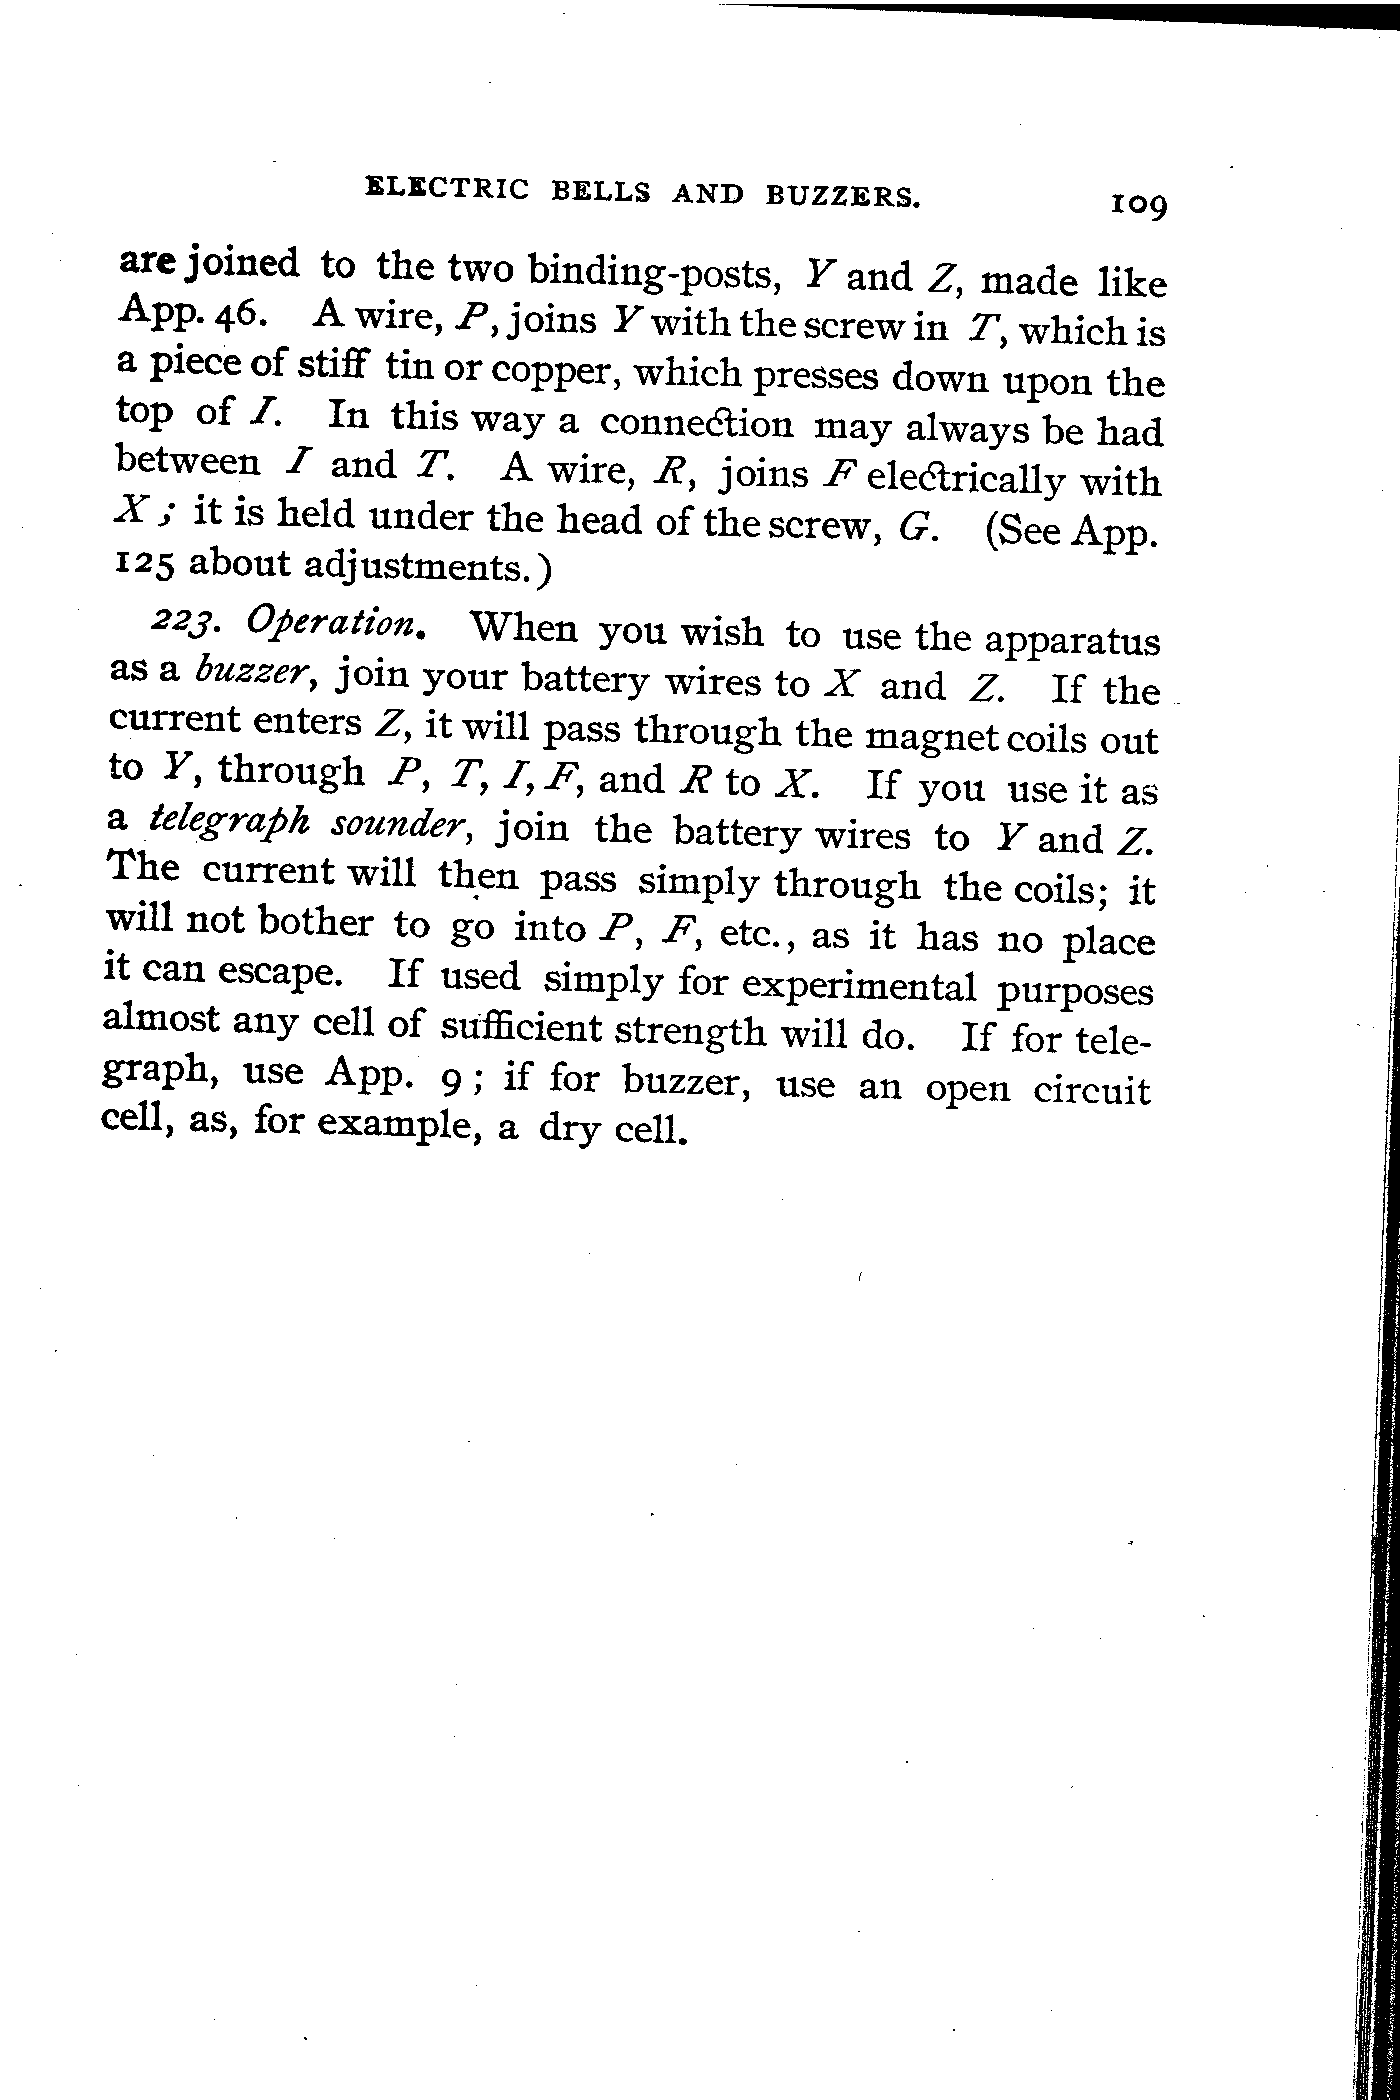 ELECTRIC BELLS AND BUZZERS. 109
are joined to the two binding-posts, Y and Z, made like
App. 46. A wire, P, joins Y with the screw in T, which is
a piece of stiff tin or copper, which presses down upon the
top of I. In this way a connection may always be had
between I and T. A wire, R, joins F electrically with
X; it is held under the head of the screw, G. (See App.
125 about adjustments.)
223. Operation. When you wish to use the apparatus
as a buzzer, join your battery wires to X and Z. If the
current enters Z, it will pass through the magnet coils out
to Y, through P, T, I, F, and R to X. If you use it as
a telegraph sounder, join the battery wires to Y and Z.
The current will then pass simply through the coils; it
will not bother to go into P, F, etc., as it has no place
it can escape. If used simply for experimental purposes
almost any cell of sufficient strength will do. If for tele-
graph, use App. 9; if for buzzer, use an open circuit
cell, as, for example, a dry cell.